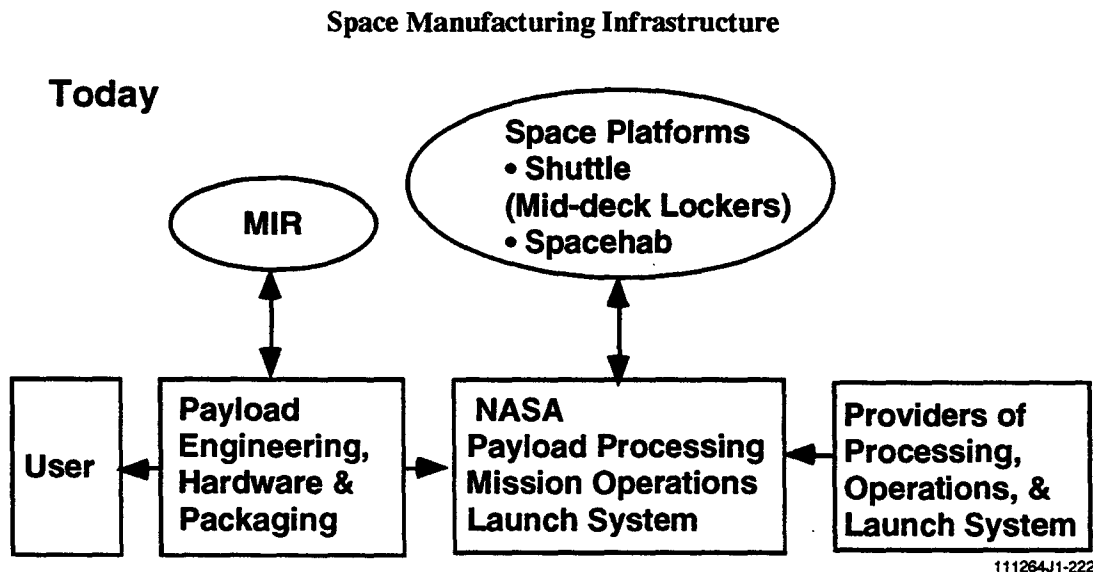 Space Manufacturing Infrastructure
Today
Space Platforms
• Shuttle
(Mid-deck Lockers)
• Spacehab
MIR
User
Payload
Engineering,
Hardware &
Packaging
NASA
Payload Processing
Mission Operations
Launch System
Providers of
Processing,
Operations, &
Launch System
111264J1-222